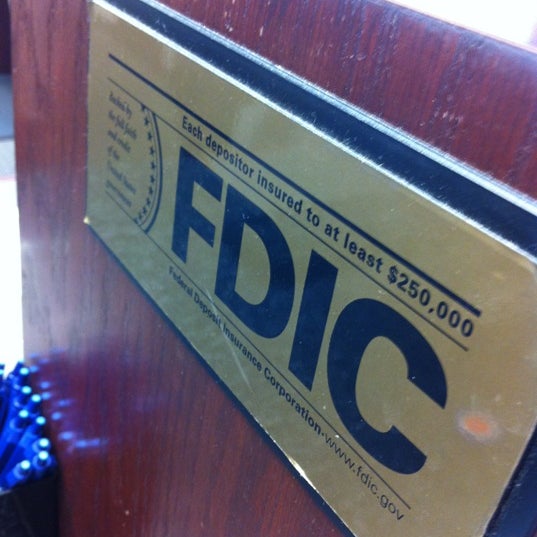 Backed by
the full faith
and credit
of the
United States
government
Each depositor insured to at least $250,000
FDIC
Federal Deposit Insurance Corporation · www.fdic.gov